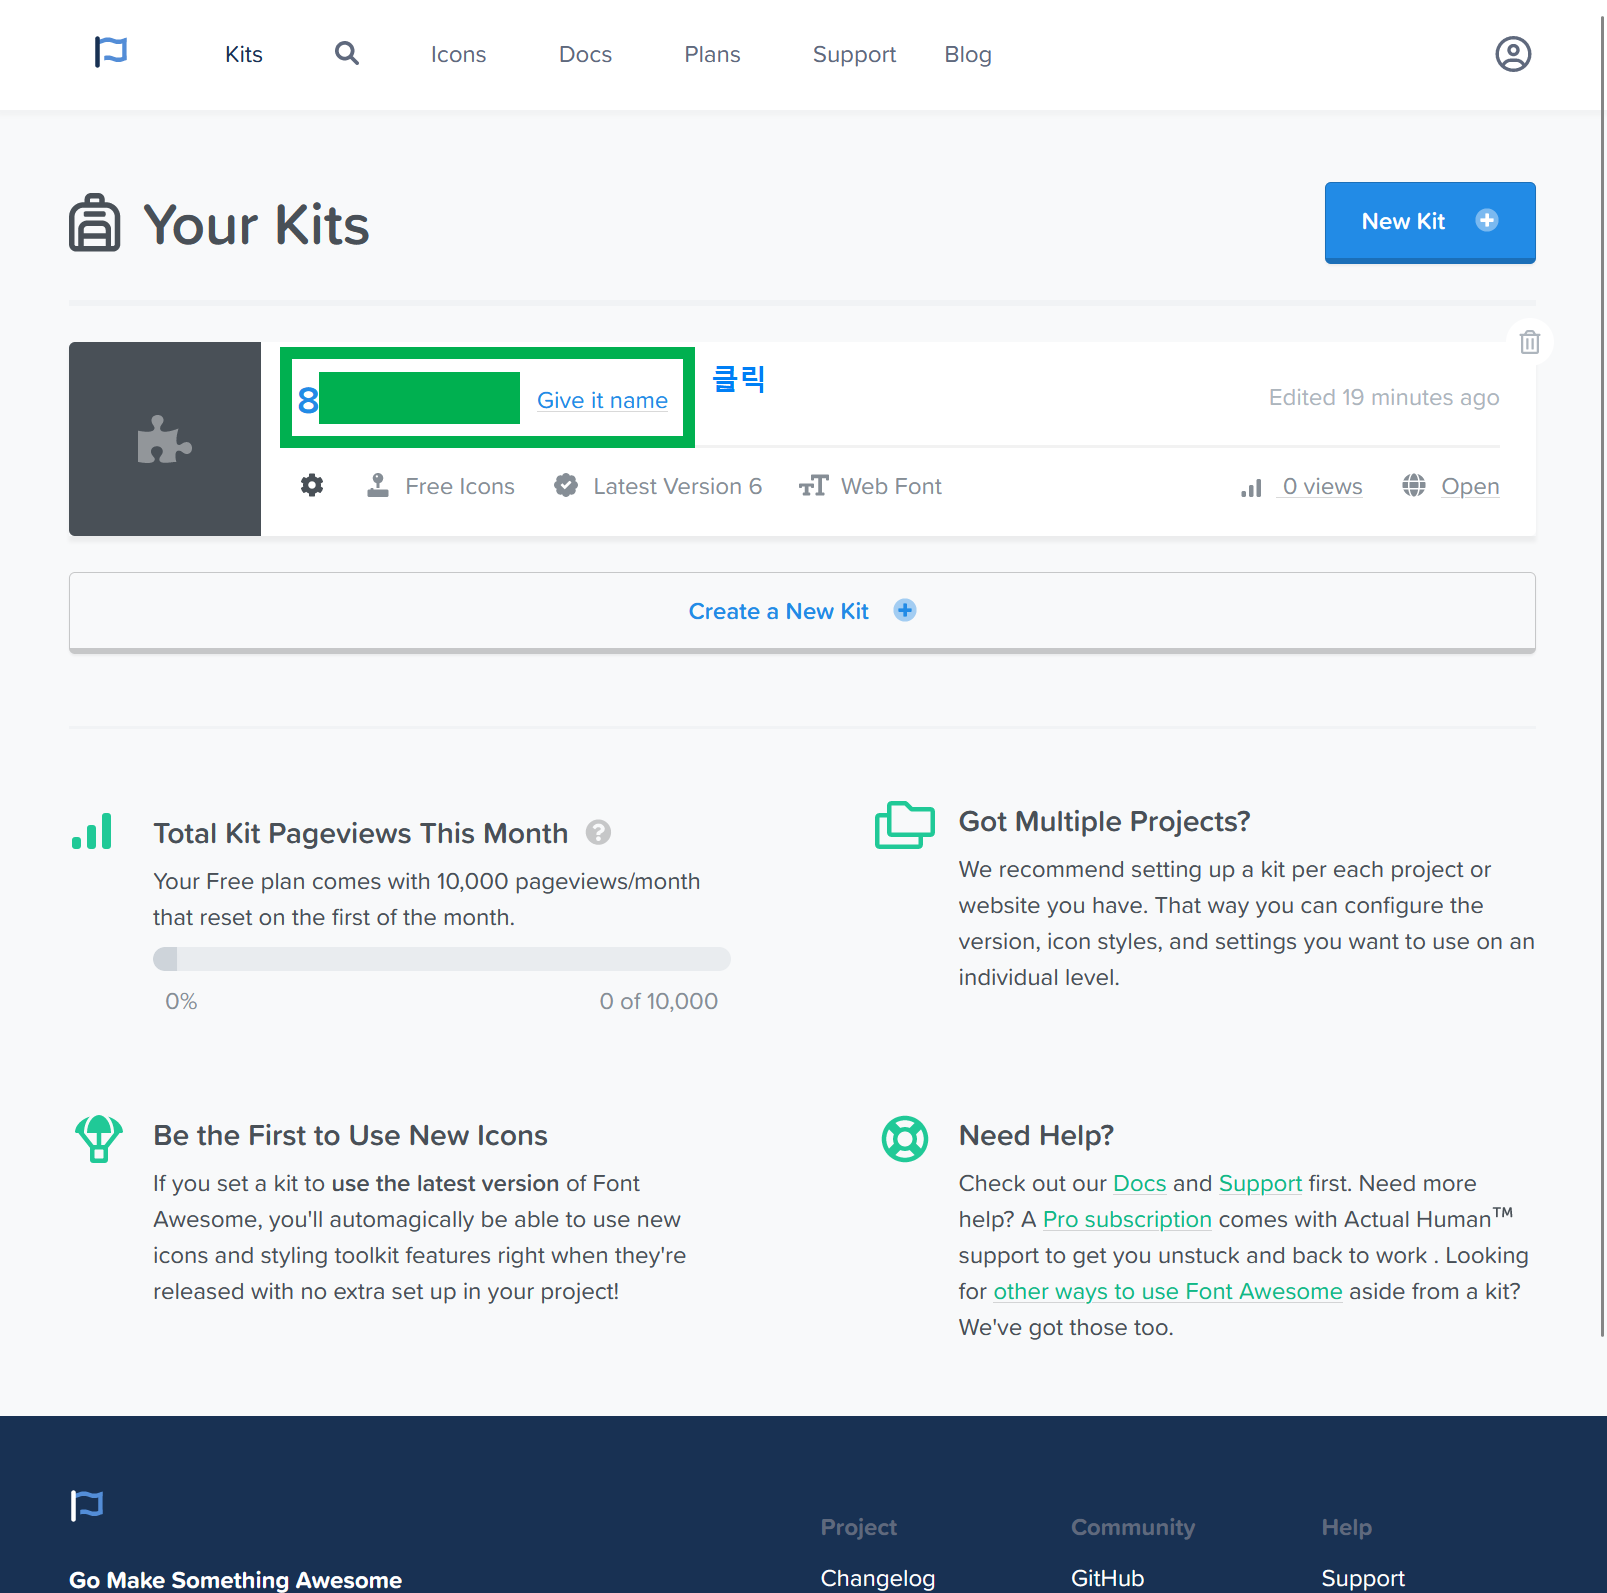 Kits
Icons
Docs
Plans
Support
Blog
Your Kits
New Kit
8
Give it name
클릭
Edited 19 minutes ago
Free Icons
Latest Version 6
Web Font
0 views
Open
Create a New Kit
Total Kit Pageviews This Month
Your Free plan comes with 10,000 pageviews/month
that reset on the first of the month.
0%
0 of 10,000
Got Multiple Projects?
We recommend setting up a kit per each project or
website you have. That way you can configure the
version, icon styles, and settings you want to use on an
individual level.
Be the First to Use New Icons
If you set a kit to use the latest version of Font
Awesome, you'll automagically be able to use new
icons and styling toolkit features right when they're
released with no extra set up in your project!
Need Help?
Check out our Docs and Support first. Need more
help? A Pro subscription comes with Actual Human™
support to get you unstuck and back to work . Looking
for other ways to use Font Awesome aside from a kit?
We've got those too.
Go Make Something Awesome
Project
Changelog
Community
GitHub
Help
Support